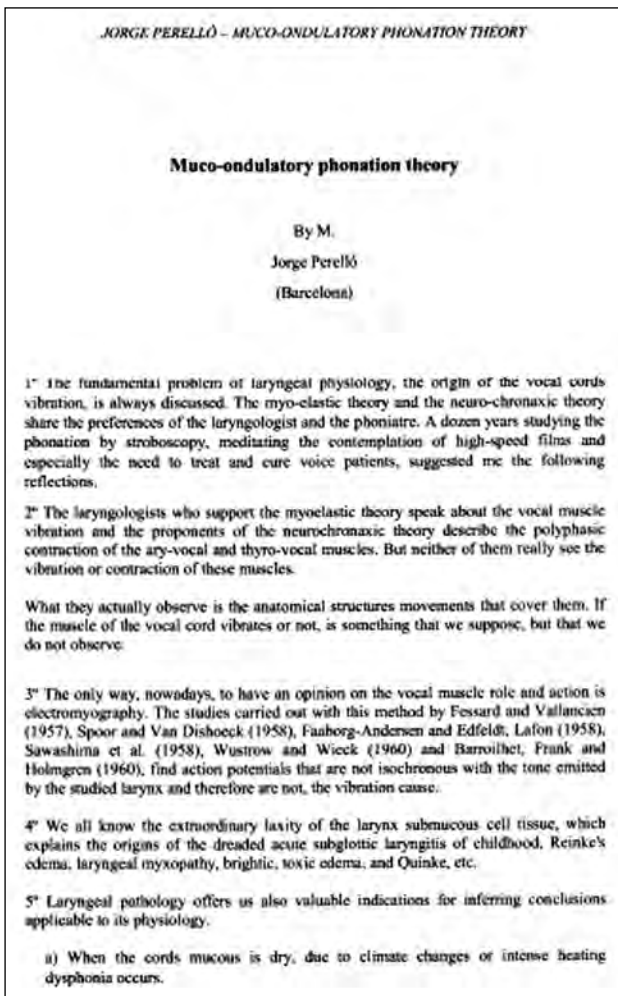 JORGE PERELLÓ – MUCO-ONDULATORY PHONATION THEORY
Muco-ondulatory phonation theory
By M.
Jorge Perelló
(Barcelona)
1º The fundamental problem of laryngeal physiology, the origin of the vocal cords
vibration, is always discussed. The myo-elastic theory and the neuro-chronaxic theory
share the preferences of the laryngologist and the phoniatre. A dozen years studying the
phonation by stroboscopy, meditating the contemplation of high-speed films and
especially the need to treat and cure voice patients, suggested me the following
reflections.
2º The laryngologists who support the myoelastic theory speak about the vocal muscle
vibration and the proponents of the neurochronaxic theory describe the polyphasic
contraction of the ary-vocal and thyro-vocal muscles. But neither of them really see the
vibration or contraction of these muscles.
What they actually observe is the anatomical structures movements that cover them. If
the muscle of the vocal cord vibrates or not, is something that we suppose, but that we
do not observe.
3º The only way, nowadays, to have an opinion on the vocal muscle role and action is
electromyography. The studies carried out with this method by Fessard and Vallancien
(1957), Spoor and Van Dishoeck (1958), Faaborg-Andersen and Edfeldt, Lafon (1958),
Sawashima et al. (1958), Wustrow and Wieck (1960) and Barroilhet, Frank and
Holmgren (1960), find action potentials that are not isochronous with the tone emitted
by the studied larynx and therefore are not, the vibration cause.
4º We all know the extraordinary laxity of the larynx submucous cell tissue, which
explains the origins of the dreaded acute subglottic laryngitis of childhood, Reinke's
edema, laryngeal myxopathy, brightic, toxic edema, and Quinke, etc.
5º Laryngeal pathology offers us also valuable indications for inferring conclusions
applicable to its physiology.
a) When the cords mucous is dry, due to climate changes or intense heating
dysphonia occurs.